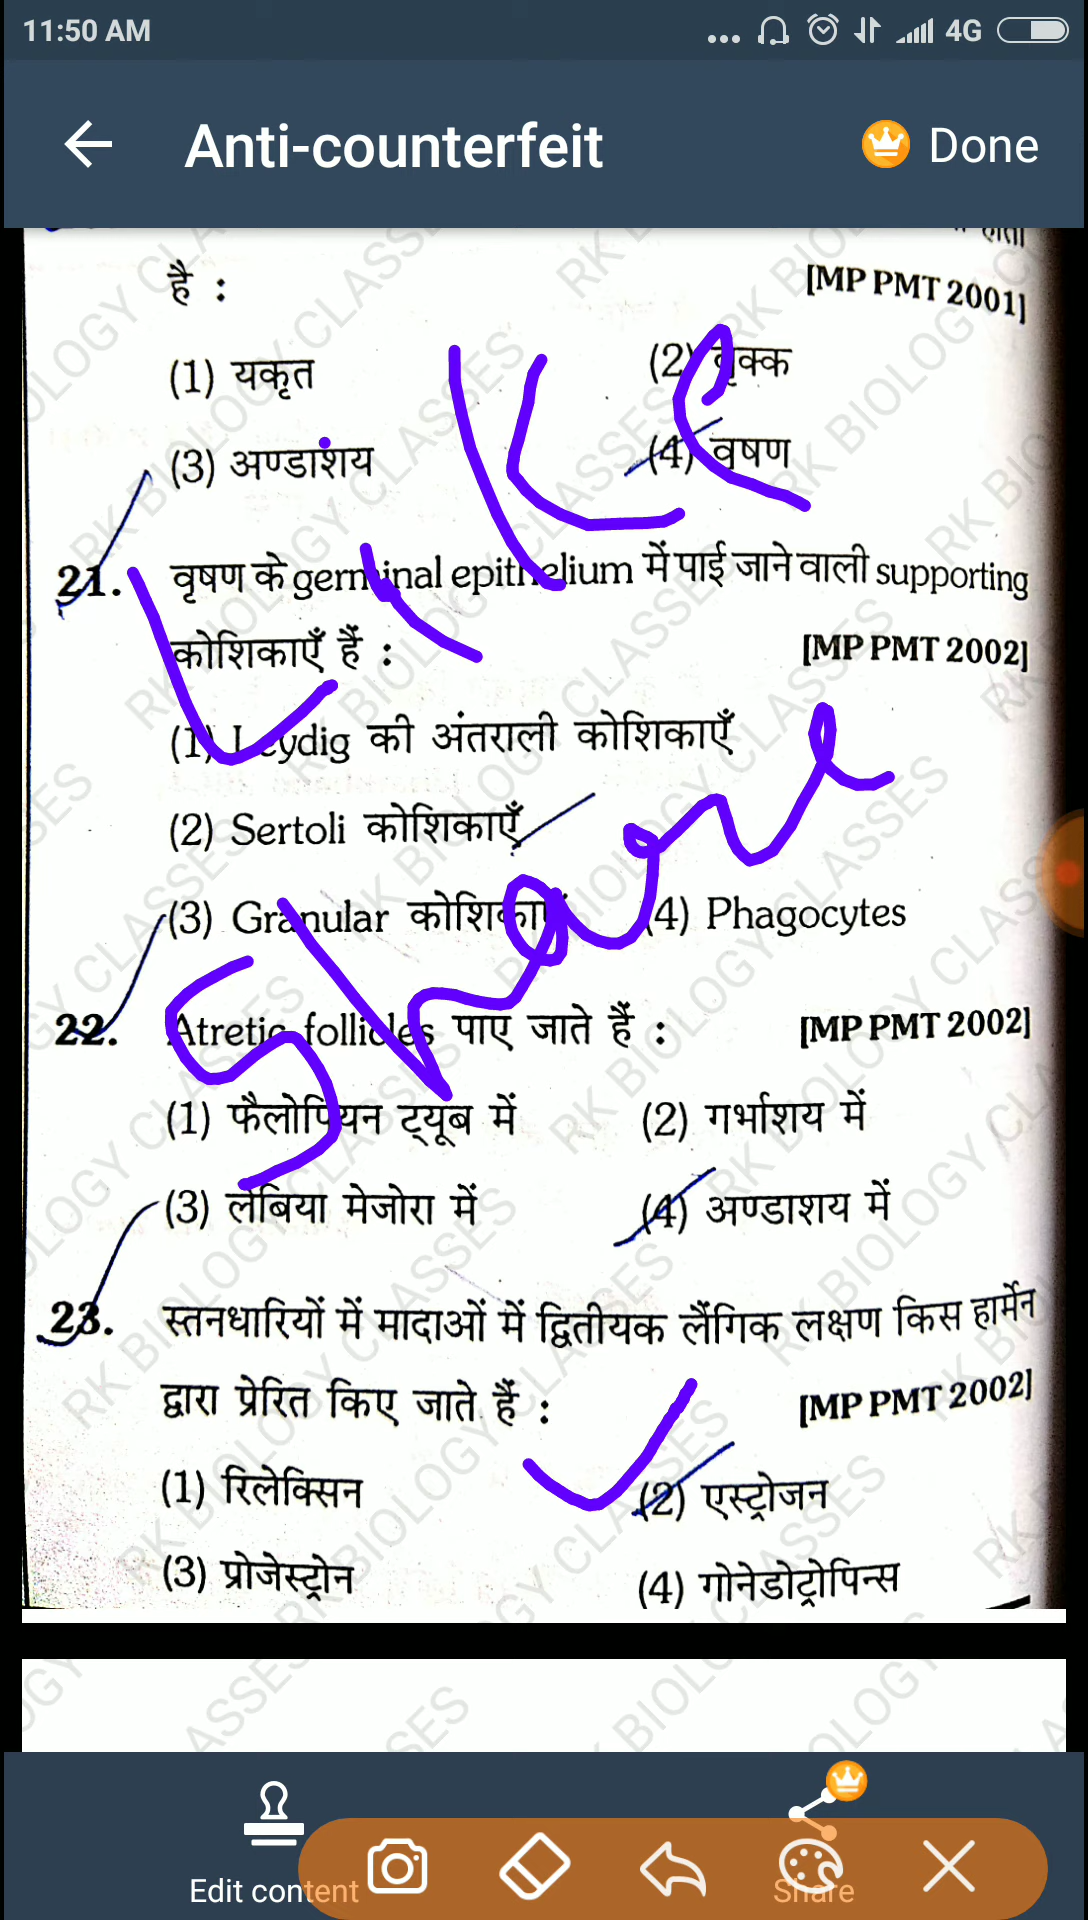 11:50 AM
4G
Anti-counterfeit
Done
है :
[MP PMT 2001]
(1) यकृत
(2) वृक्क
(3) अण्डाशय
(4) वृषण
21. वृषण के germinal epithelium में पाई जाने वाली supporting
कोशिकाएँ हैं :
[MP PMT 2002]
(1) Leydig की अंतराली कोशिकाएँ
(2) Sertoli कोशिकाएँ
(3) Granular कोशिकाएँ
(4) Phagocytes
22. Atretic follicles पाए जाते हैं :
[MP PMT 2002]
(1) फैलोपियन ट्यूब में
(2) गर्भाशय में
(3) लेबिया मेजोरा में
(4) अण्डाशय में
23. स्तनधारियों में मादाओं में द्वितीयक लैंगिक लक्षण किस हार्मोन
द्वारा प्रेरित किए जाते हैं :
[MP PMT 2002]
(1) रिलेक्सिन
(2) एस्ट्रोजन
(3) प्रोजेस्ट्रोन
(4) गोनेडोट्रोपिन्स
RK BIOLOGY CLASSES
Like
Share
Edit content
Share